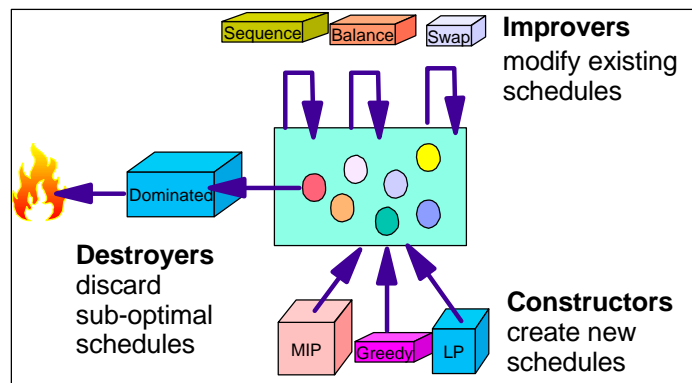 Sequence
Balance
Swap
Improvers
modify existing
schedules
Dominated
Destroyers
discard
sub-optimal
schedules
MIP
Greedy
LP
Constructors
create new
schedules